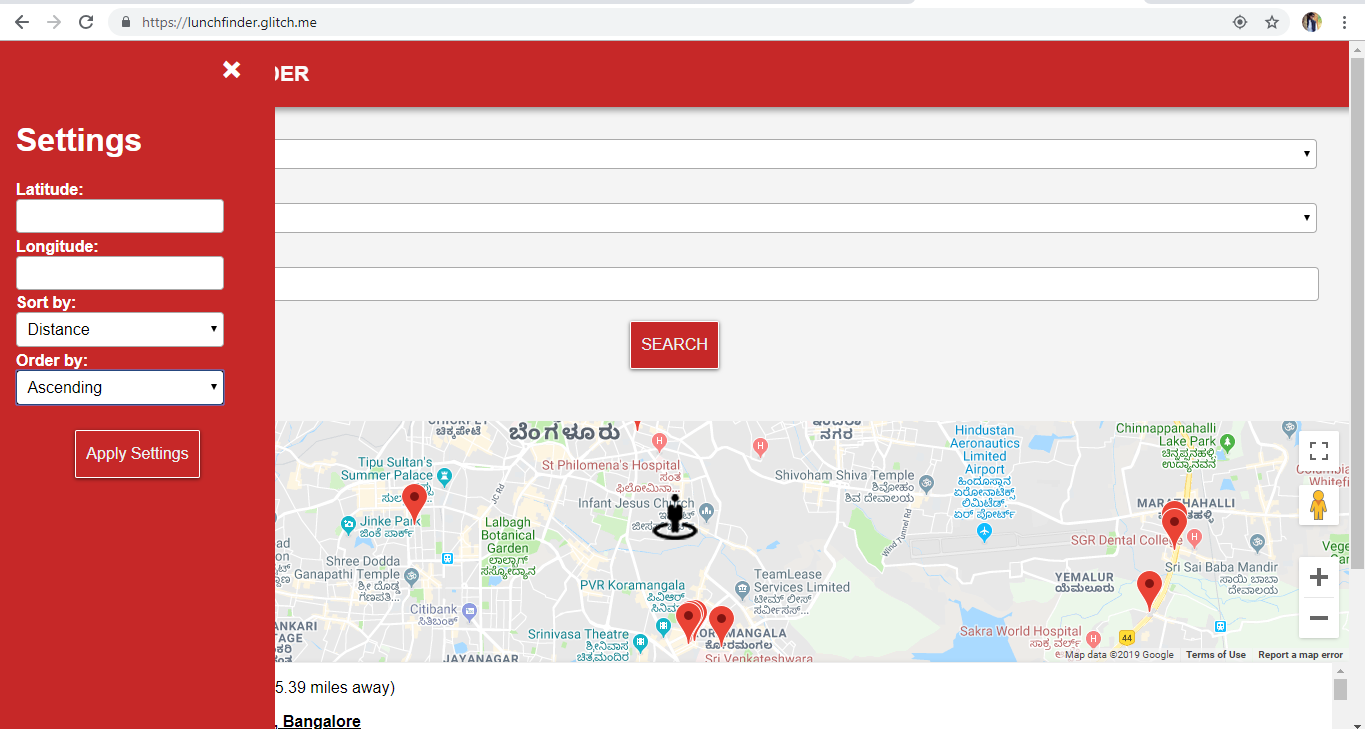 https://lunchfinder.glitch.me
DER
Settings
Latitude:
Longitude:
Sort by:
Distance
Order by:
Ascending
Apply Settings
SEARCH
ಚಿಕ್ಕಪೇಟೆ
ಬೆಂಗಳೂರು
ನಗರ
Hindustan
Aeronautics
Limited
Airport
ಹಿಂದೂಸ್ತಾನ್
ಏರೋನಾಟಿಕ್ಸ್
ಲಿಮಿಟೆಡ್.
ಏರ್ ಪೋರ್ಟ್
Chinnappanahalli
Lake Park
ಚಿನ್ನಪ್ಪನಹಳ್ಳಿ
ಉದ್ಯಾನವನ
Tipu Sultan's
Summer Palace
St Philomena's Hospital
ಸಂತ
ಫಿಲೋಮಿನಾ...
Shivoham Shiva Temple
ಶಿವೋಹಂ
ಶಿವ ದೇವಾಲಯ
Infant Jesus Church
Jinke Park
ಜಿಂಕೆ ಪಾರ್ಕ್
Lalbagh
Botanical
Garden
ಲಾಲ್ಬಾಗ್
ಸಸ್ಯೋದ್ಯಾನ
Wind Tunnel Rd
MARATHAHALLI
SGR Dental College
Shree Dodda
Ganapathi Temple
ಶ್ರೀ ದೊಡ್ಡ
ಗಣಪತಿ...
PVR Koramangala
ಪಿವಿಆರ್
ಸಿನಿಮಾ
TeamLease
Services Limited
ಟೀಮ್ ಲೀಸ್
ಸರ್ವೀಸಸ್...
YEMALUR
ಯೆಮಲೂರು
Sri Sai Baba Mandir
ಸಾಯಿ ಬಾಬಾ
ದೇವಾಲಯ
Citibank
ಸಿತಿಬಂಕ್
Srinivasa Theatre
ಶ್ರೀನಿವಾಸ
ಚಿತ್ರಮಂದಿರ
ಕೋರಮಂಗಲ
Sri Venkateshwara
Sakra World Hospital
44
JAYANAGAR
Map data ©2019 Google
Terms of Use
Report a map error
5.39 miles away)
, Bangalore